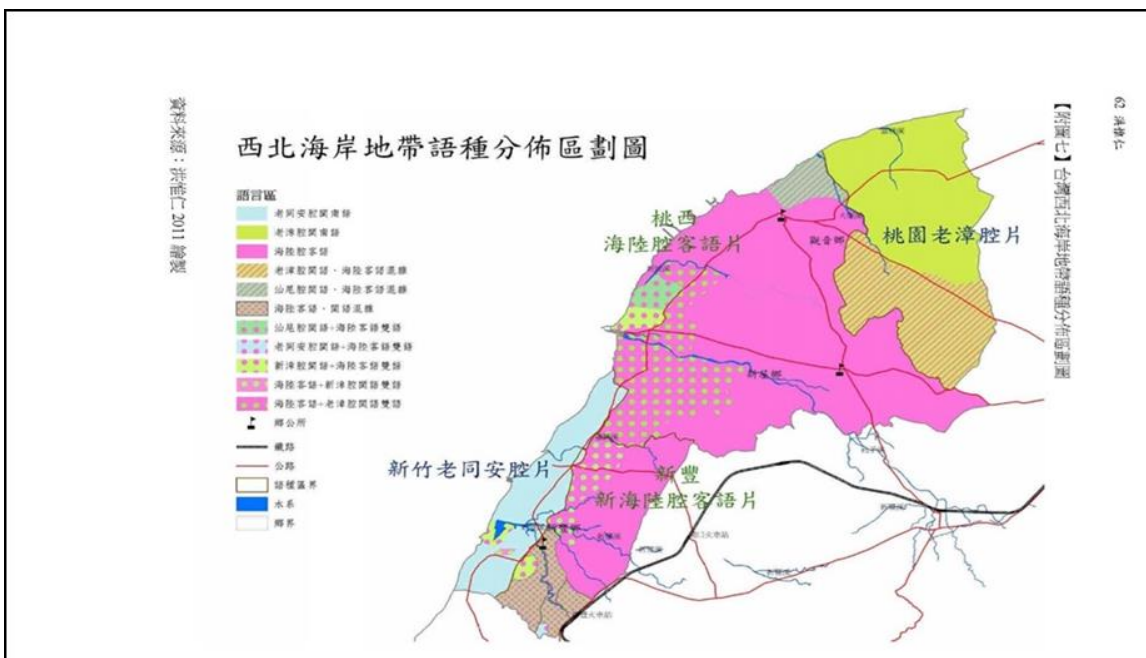 62 洪惟仁
【附圖七】台灣西北海岸地帶語種分佈區劃圖
西北海岸地帶語種分佈區劃圖
語言區
老同安腔閩南語
老漳腔閩南語
海陸腔客語
老漳腔閩語、海陸客語混雜
汕尾腔閩語、海陸客語混雜
海陸客語、閩語混雜
汕尾腔閩語+海陸客語雙語
老同安腔閩語+海陸客語雙語
新漳腔閩語+海陸客語雙語
海陸客語+新漳腔閩語雙語
海陸客語+老漳腔閩語雙語
鄉公所
鐵路
公路
語種區界
水系
鄉界
桃西
海陸腔客語片
觀音鄉
桃園老漳腔片
新屋鄉
新竹老同安腔片
新豐
新海陸腔客語片
資料來源：洪惟仁 2011 繪製